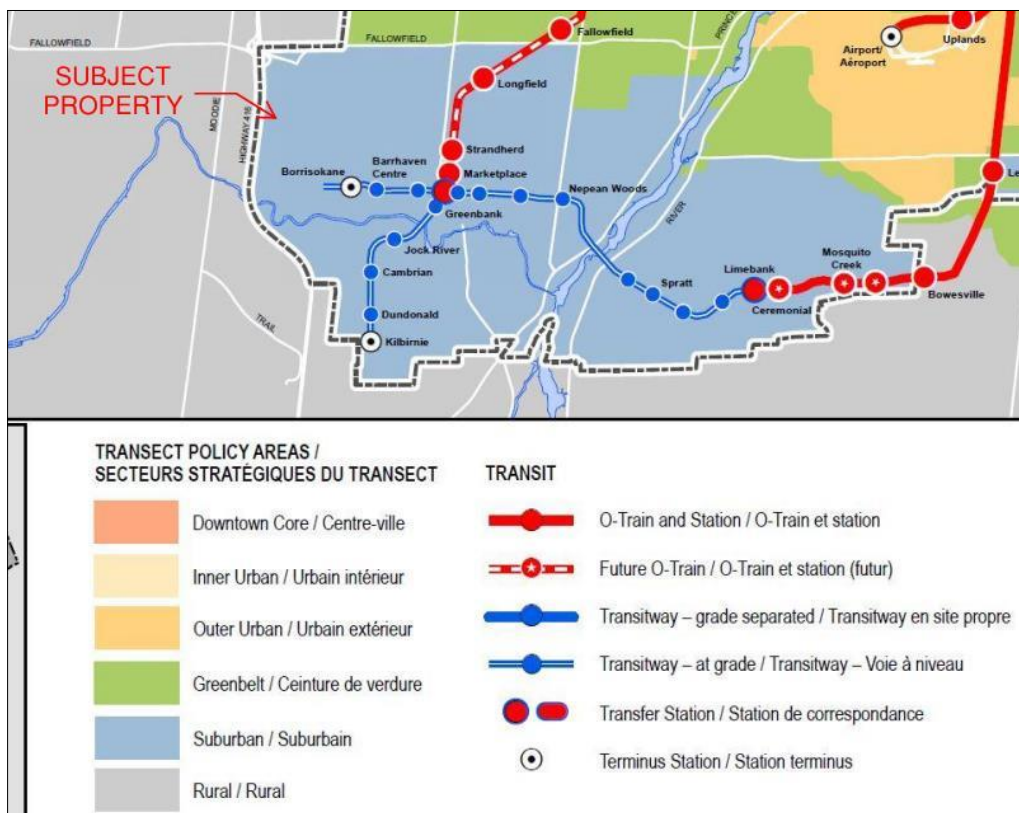 FALLOWFIELD
FALLOWFIELD
Fallowfield
PRINCE
Airport/
Aéroport
Uplands
SUBJECT
PROPERTY
Longfield
MOODIE
HIGHWAY 416
Strandherd
Barrhaven
Centre
Marketplace
Borrisokane
Nepean Woods
Le
Greenbank
RIVER
Jock River
Mosquito
Creek
Cambrian
Limebank
Spratt
Bowesville
Ceremonial
Dundonald
TRAIL
Kilbirnie
TRANSECT POLICY AREAS /
SECTEURS STRATÉGIQUES DU TRANSECT
Downtown Core / Centre-ville
Inner Urban / Urbain intérieur
Outer Urban / Urbain extérieur
Greenbelt / Ceinture de verdure
Suburban / Suburbain
Rural / Rural
TRANSIT
O-Train and Station / O-Train et station
Future O-Train / O-Train et station (futur)
Transitway – grade separated / Transitway en site propre
Transitway – at grade / Transitway – Voie à niveau
Transfer Station / Station de correspondance
Terminus Station / Station terminus